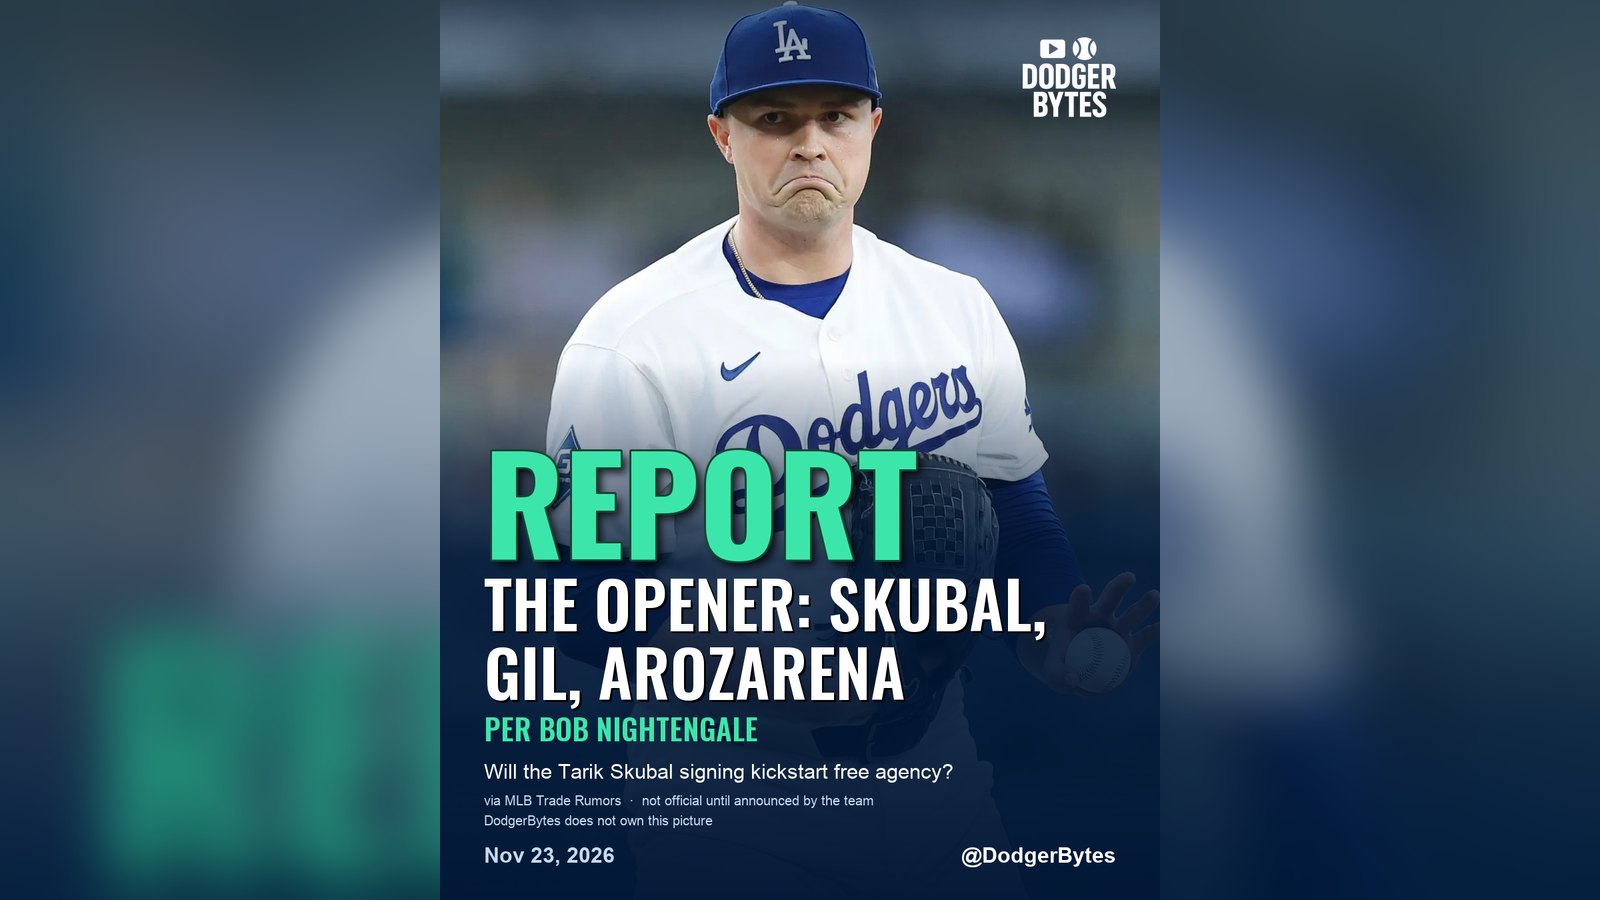 LA
DODGER
BYTES
Dodgers
REPORT
THE OPENER: SKUBAL,
GIL, AROZARENA
PER BOB NIGHTENGALE
Will the Tarik Skubal signing kickstart free agency?
via MLB Trade Rumors · not official until announced by the team
DodgerBytes does not own this picture
Nov 23, 2026
@DodgerBytes